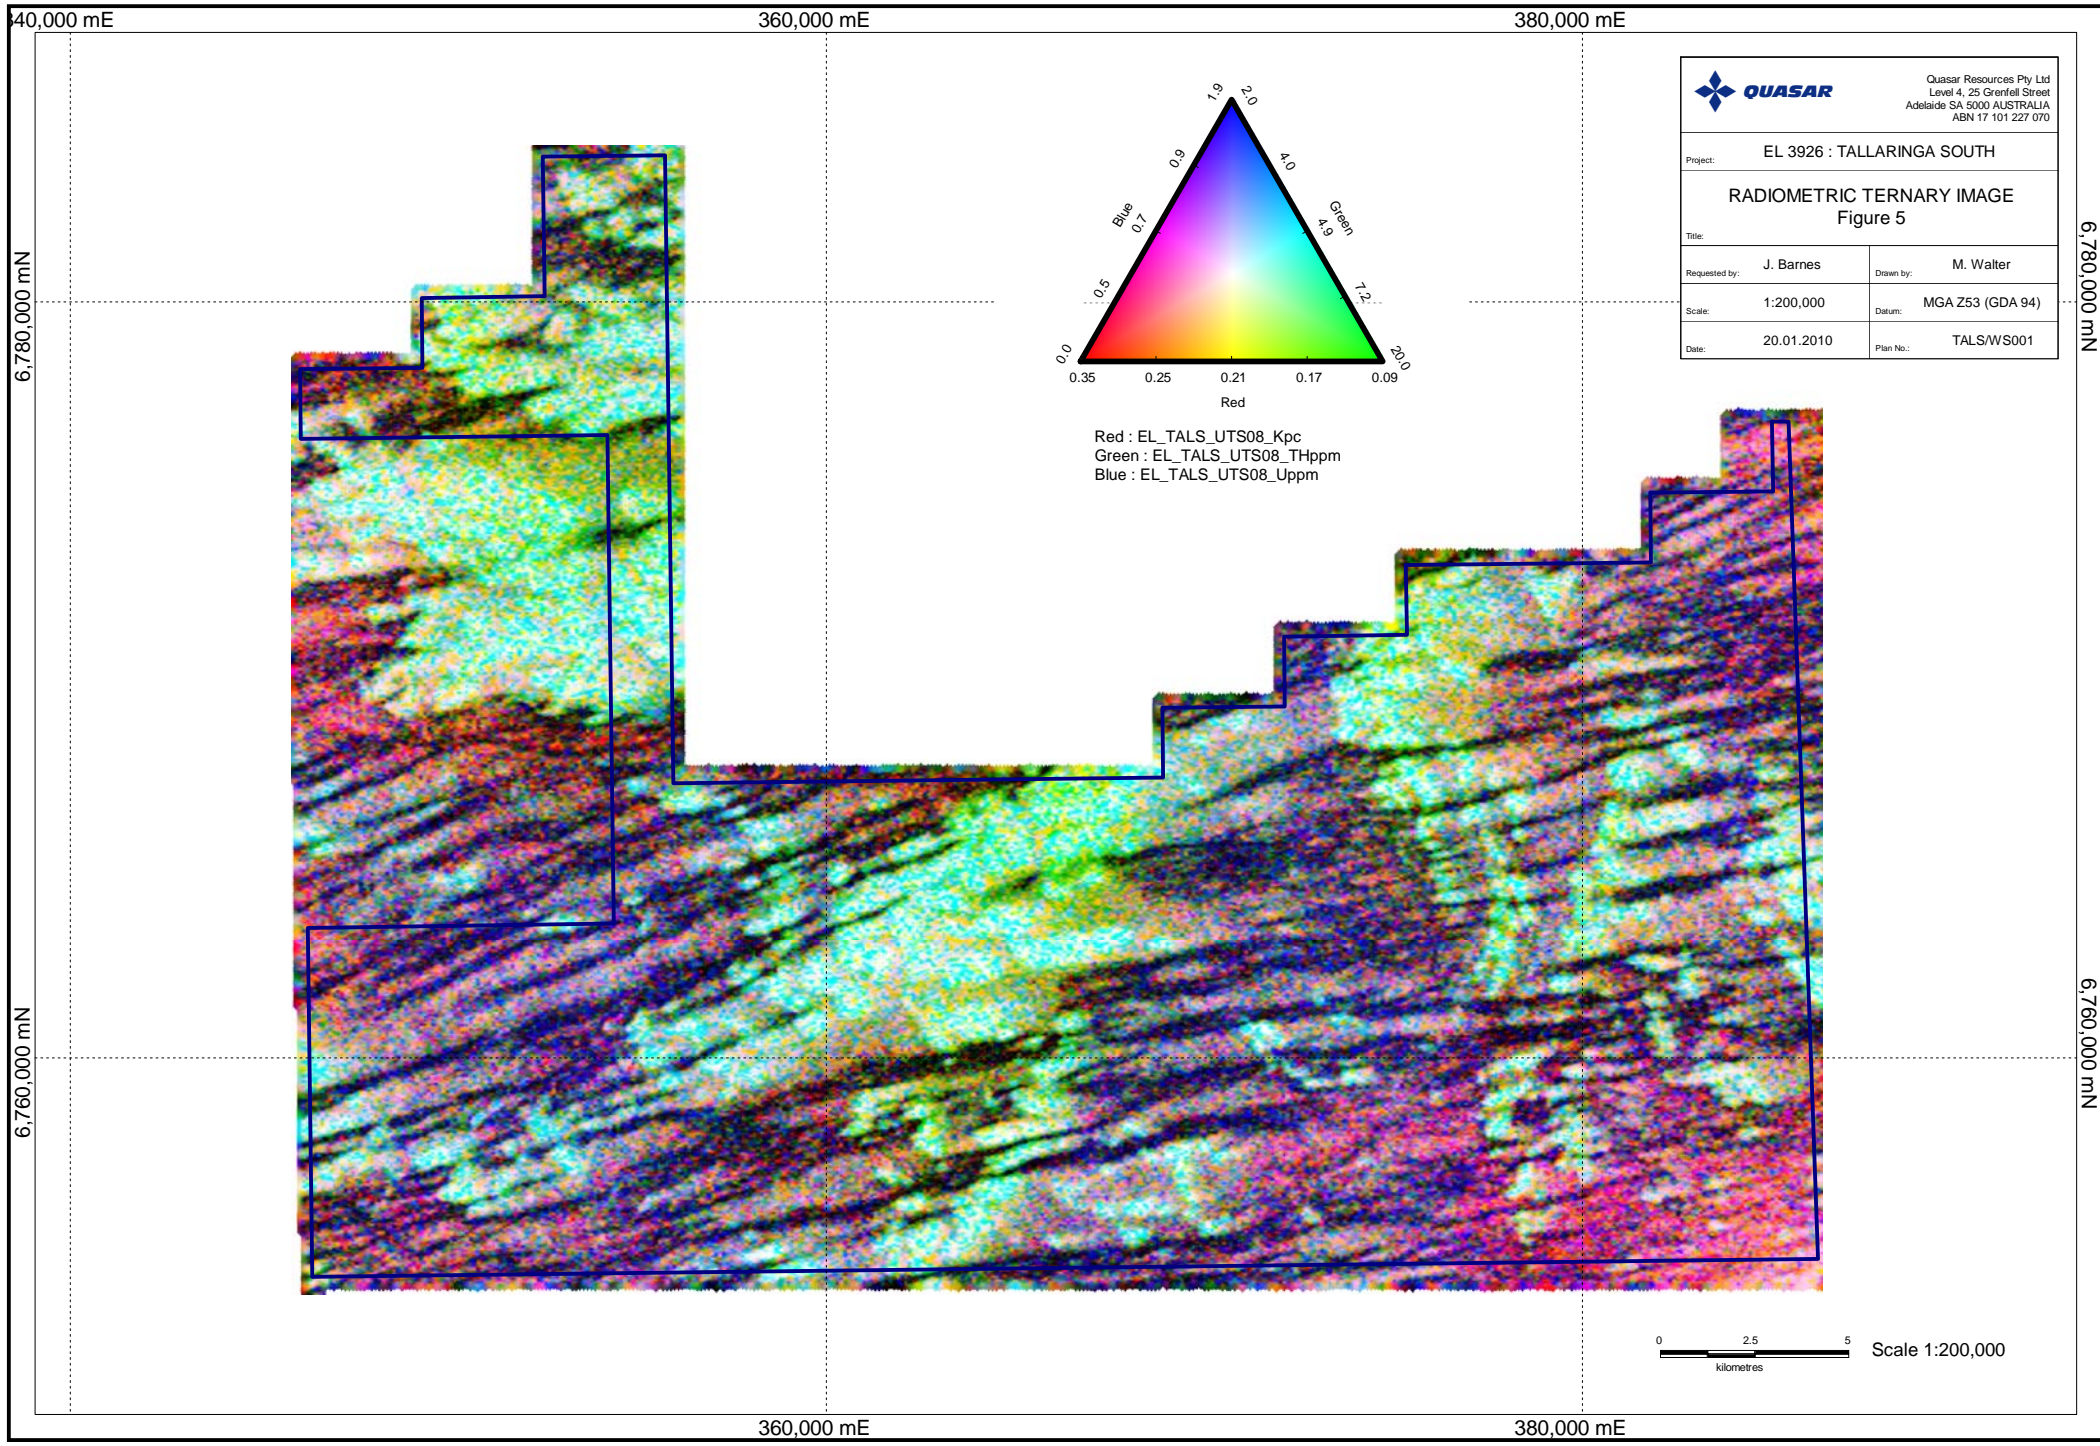 340,000 mE
360,000 mE
380,000 mE
QUASAR
Quasar Resources Pty Ltd
Level 4, 25 Grenfell Street
Adelaide SA 5000 AUSTRALIA
ABN 17 101 227 070
Project:
EL 3926 : TALLARINGA SOUTH
RADIOMETRIC TERNARY IMAGE
Figure 5
Title:
Requested by:
J. Barnes
Drawn by:
M. Walter
Scale:
1:200,000
Datum:
MGA Z53 (GDA 94)
Date:
20.01.2010
Plan No.:
TALS/WS001
1.9
2.0
0.9
4.0
Blue
0.7
Green
4.9
0.5
7.2
0.0
20.0
0.35
0.25
0.21
0.17
0.09
Red
Red : EL_TALS_UTS08_Kpc
Green : EL_TALS_UTS08_THppm
Blue : EL_TALS_UTS08_Uppm
6,780,000 mN
6,780,000 mN
6,760,000 mN
6,760,000 mN
0
2.5
5
kilometres
Scale 1:200,000
360,000 mE
380,000 mE